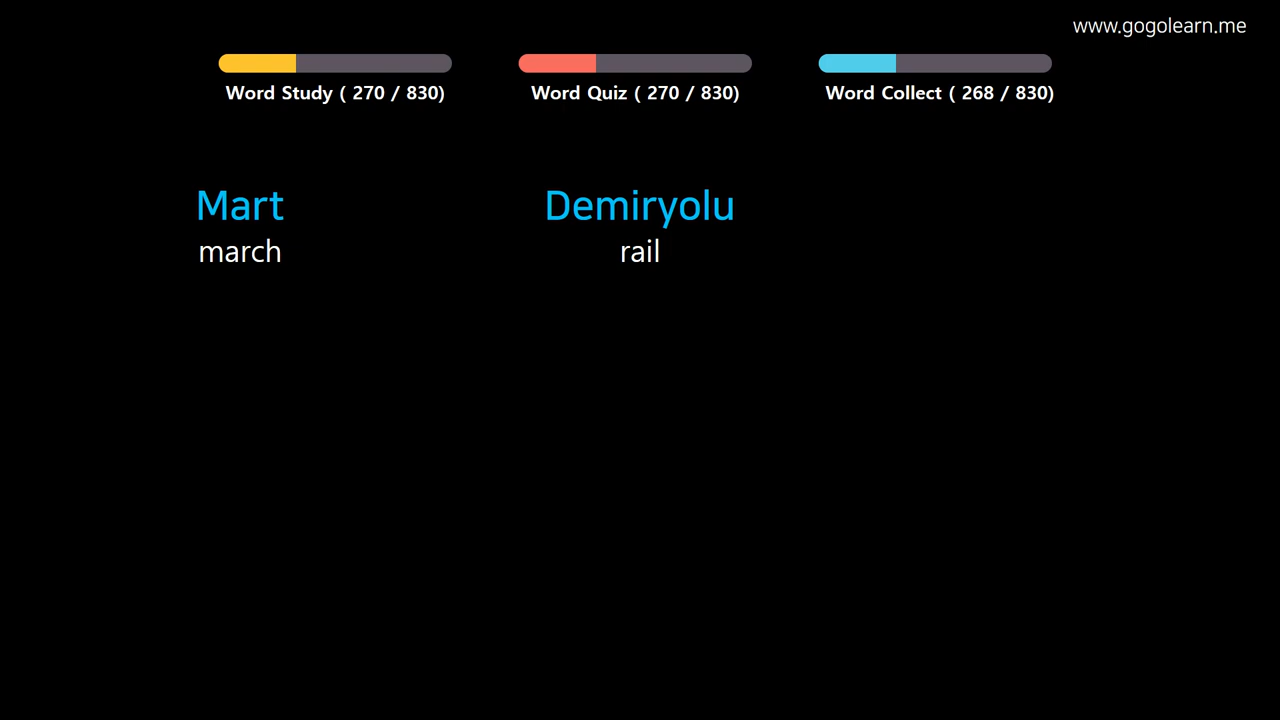 www.gogolearn.me
Word Study ( 270 / 830)
Word Quiz ( 270 / 830)
Word Collect ( 268 / 830)
Mart
march
Demiryolu
rail